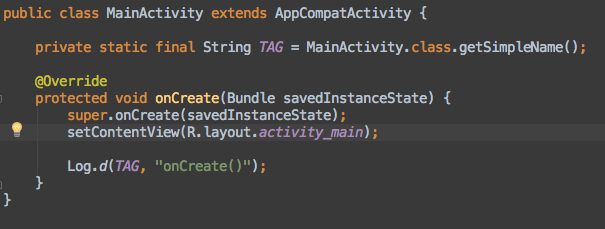 public class MainActivity extends AppCompatActivity {
private static final String TAG = MainActivity.class.getSimpleName();
@Override
protected void onCreate(Bundle savedInstanceState) {
super.onCreate(savedInstanceState);
setContentView(R.layout.activity_main);
Log.d(TAG, "onCreate()");
}
}